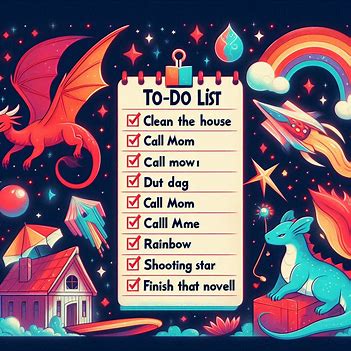 To-Do List
Clean the house
Call Mom
Call mowı
Dut dag
Call Mom
Calll Mme
Rainbow
Shooting star
Finish that novell